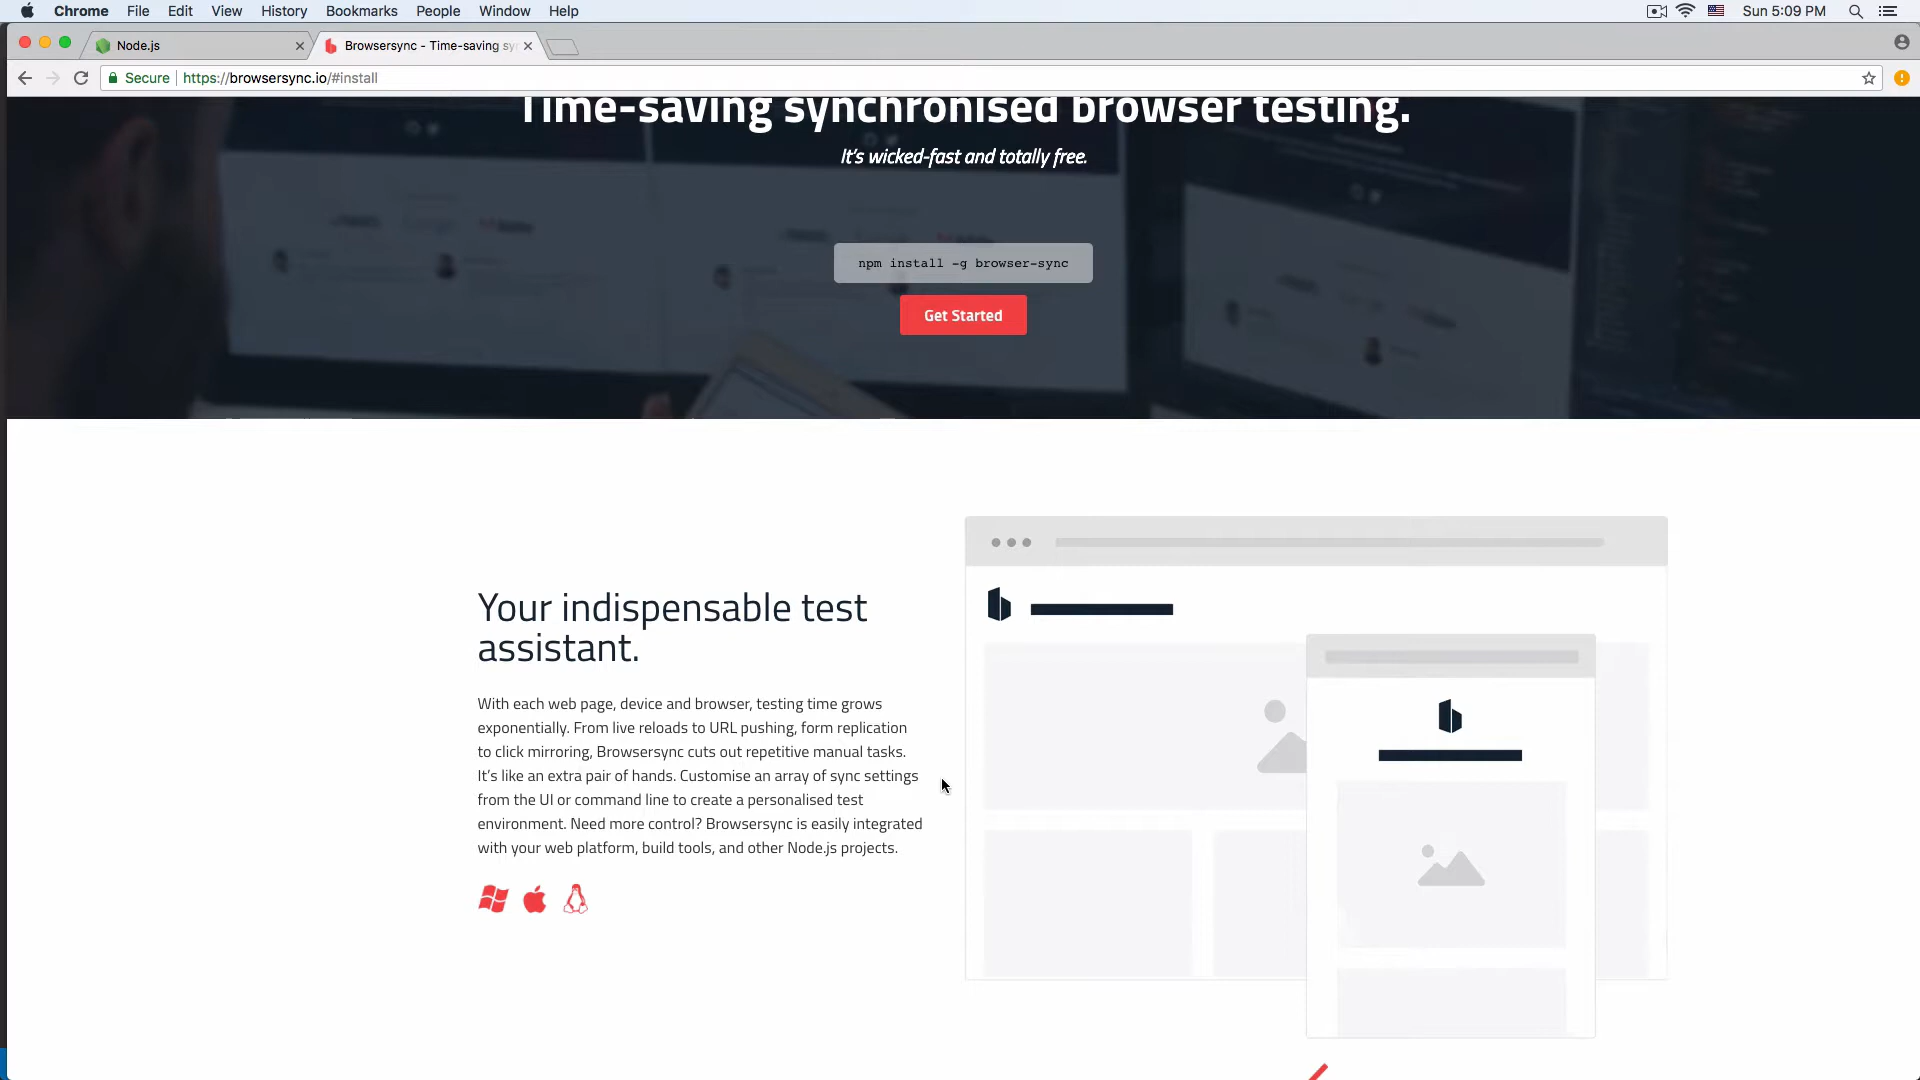 Chrome File Edit View History Bookmarks People Window Help Sun 5:09 PM
Node.js Browsersync - Time-saving sy
Secure https://browsersync.io/#install
Time-saving synchronised browser testing.
It's wicked-fast and totally free.
npm install -g browser-sync
Get Started
Your indispensable test
assistant.
With each web page, device and browser, testing time grows
exponentially. From live reloads to URL pushing, form replication
to click mirroring, Browsersync cuts out repetitive manual tasks.
It's like an extra pair of hands. Customise an array of sync settings
from the UI or command line to create a personalised test
environment. Need more control? Browsersync is easily integrated
with your web platform, build tools, and other Node.js projects.